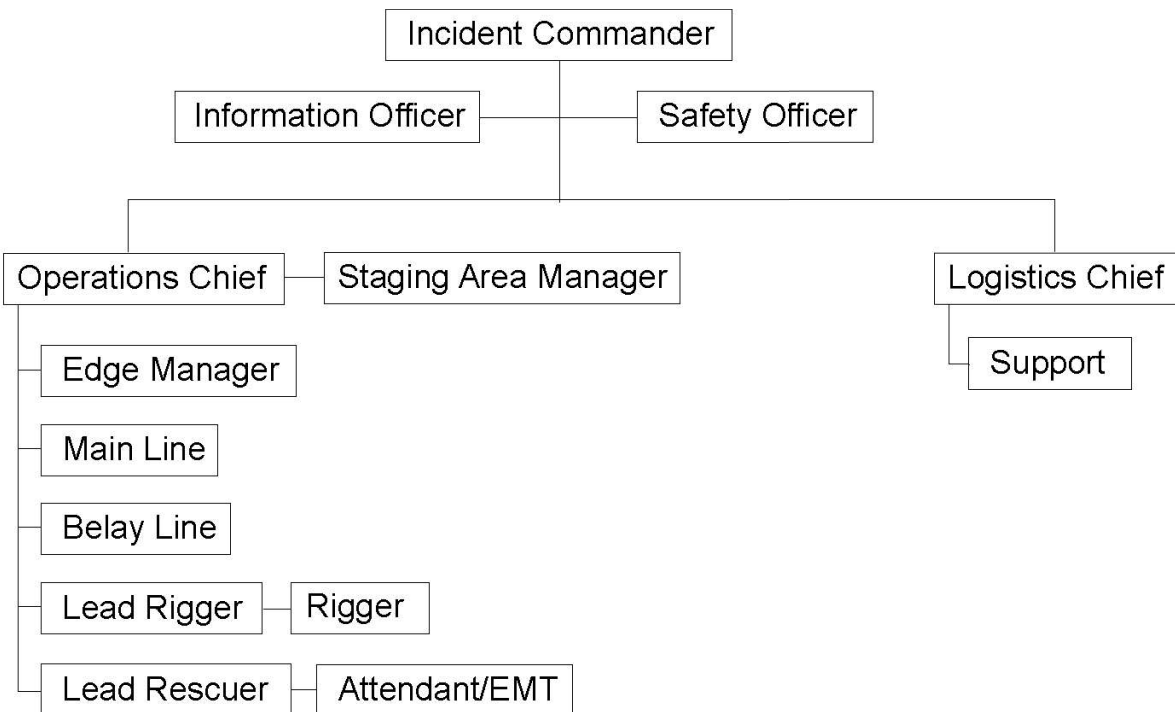 Incident Commander
Information Officer
Safety Officer
Operations Chief
Staging Area Manager
Logistics Chief
Edge Manager
Support
Main Line
Belay Line
Lead Rigger
Rigger
Lead Rescuer
Attendant/EMT